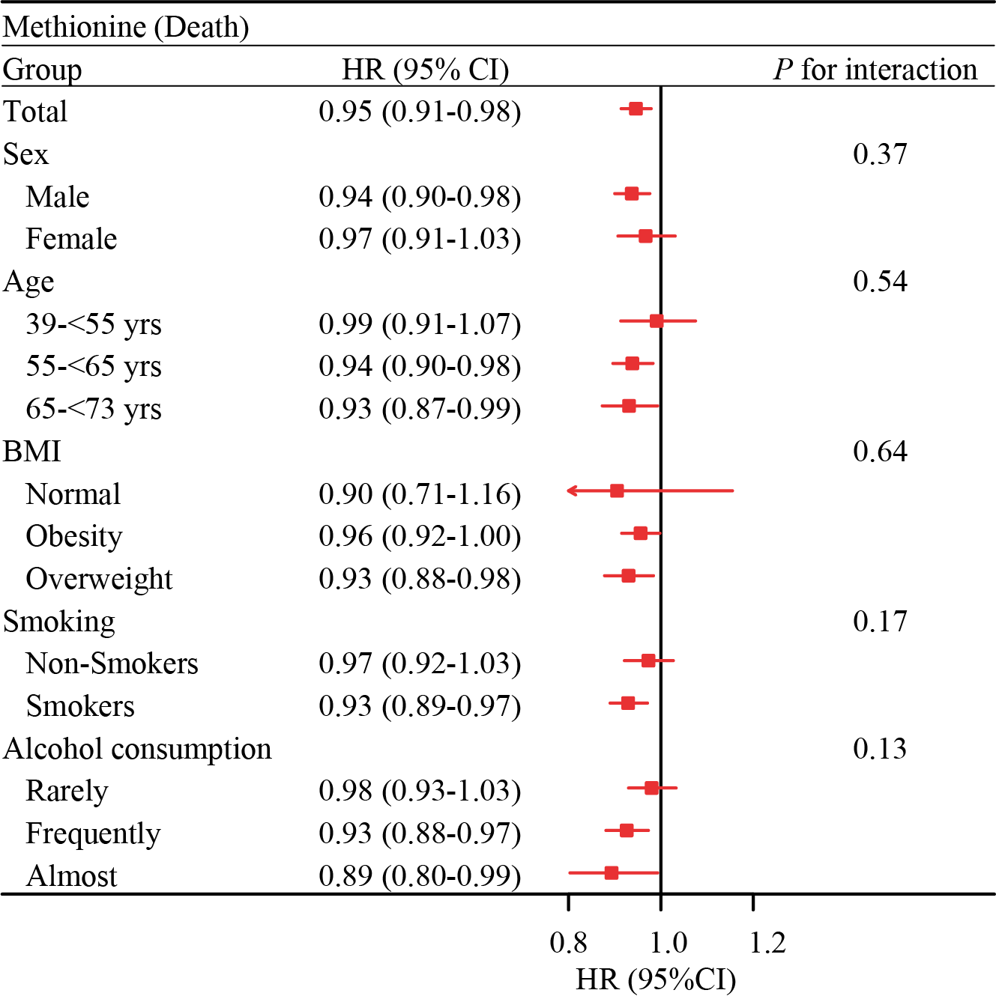 Methionine (Death)
Group HR (95% CI) P for interaction
Total 0.95 (0.91-0.98)
Sex 0.37
Male 0.94 (0.90-0.98)
Female 0.97 (0.91-1.03)
Age 0.54
39-<55 yrs 0.99 (0.91-1.07)
55-<65 yrs 0.94 (0.90-0.98)
65-<73 yrs 0.93 (0.87-0.99)
BMI 0.64
Normal 0.90 (0.71-1.16)
Obesity 0.96 (0.92-1.00)
Overweight 0.93 (0.88-0.98)
Smoking 0.17
Non-Smokers 0.97 (0.92-1.03)
Smokers 0.93 (0.89-0.97)
Alcohol consumption 0.13
Rarely 0.98 (0.93-1.03)
Frequently 0.93 (0.88-0.97)
Almost 0.89 (0.80-0.99)
0.8 1.0 1.2
HR (95%CI)